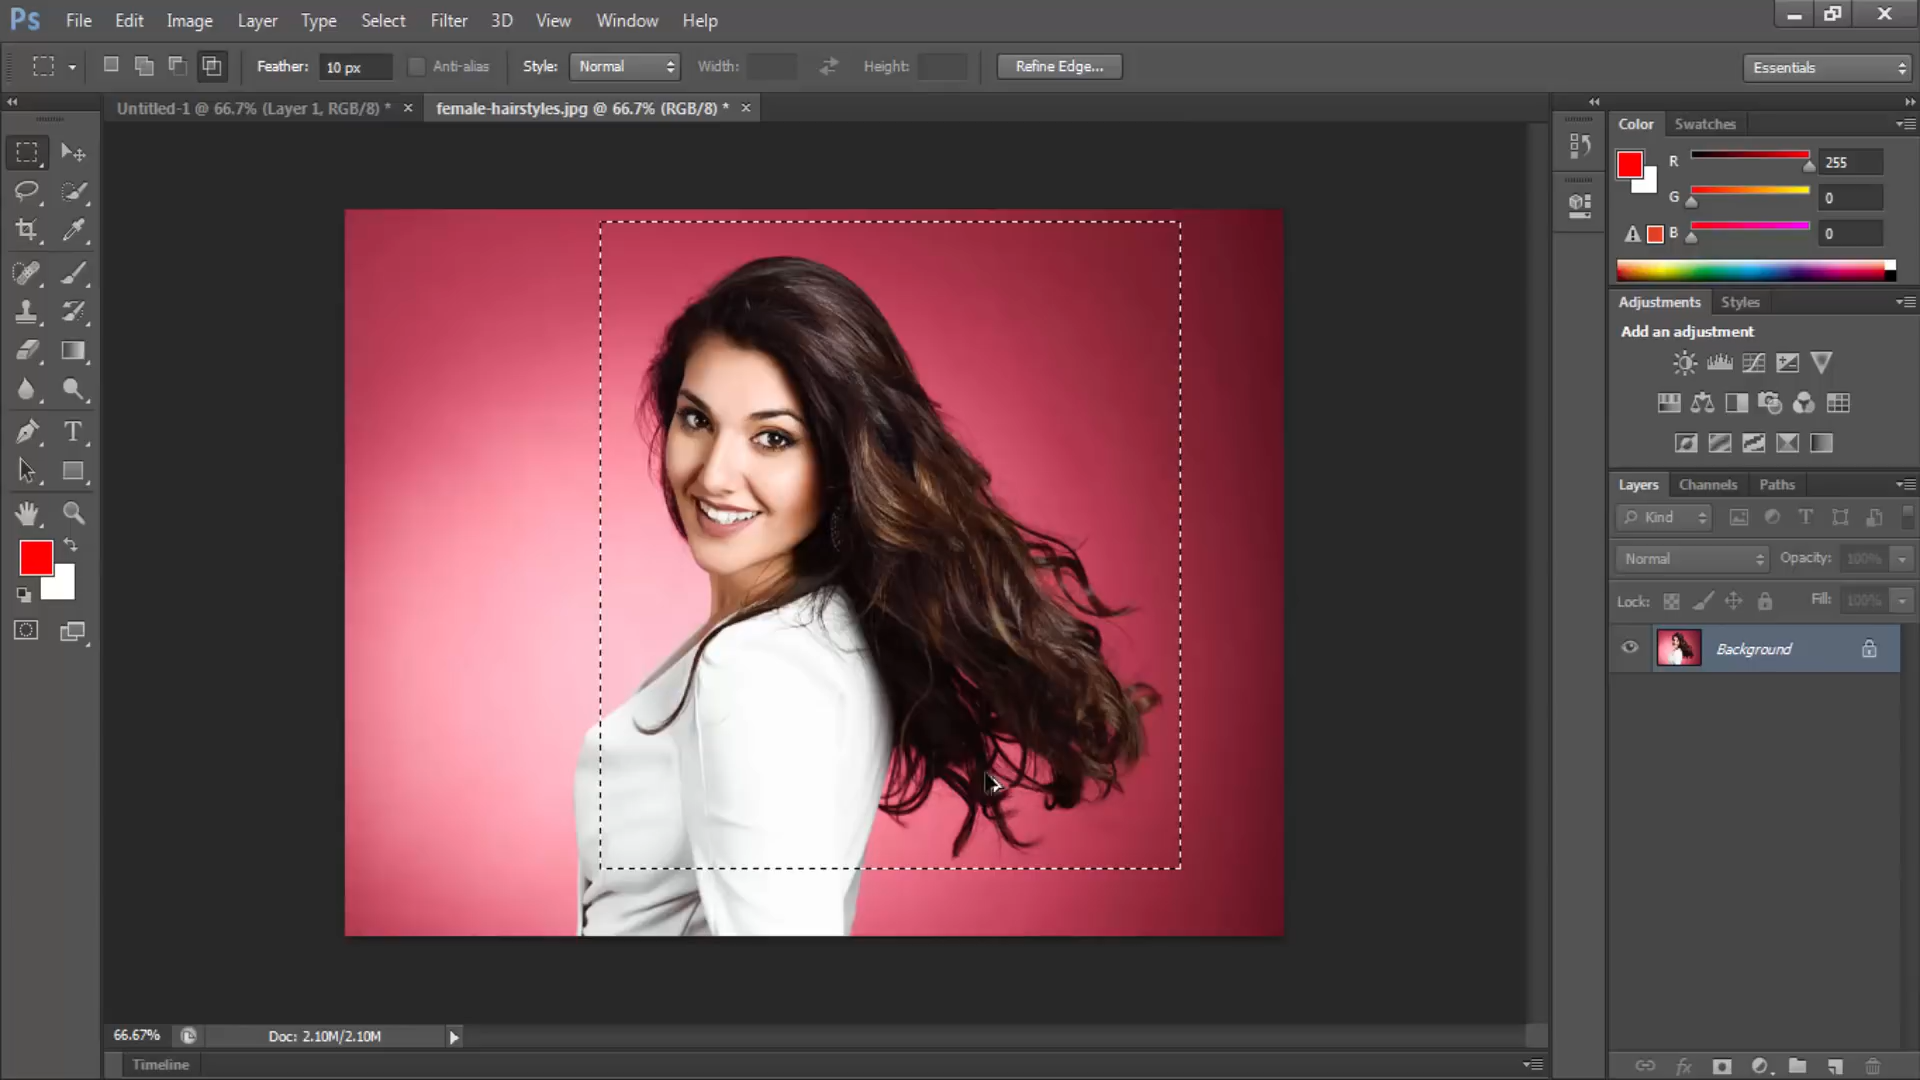 Ps File Edit Image Layer Type Select Filter 3D View Window Help
Feather: 10 px Anti-alias Style: Normal Width: Height: Refine Edge... Essentials
Untitled-1 @ 66.7% (Layer 1, RGB/8) * × female-hairstyles.jpg @ 66.7% (RGB/8) * ×
Color Swatches
R 255
G 0
B 0
Adjustments Styles
Add an adjustment
Layers Channels Paths
Kind
Normal Opacity: 100%
Lock: Fill: 100%
Background
66.67% Doc: 2.10M/2.10M
Timeline